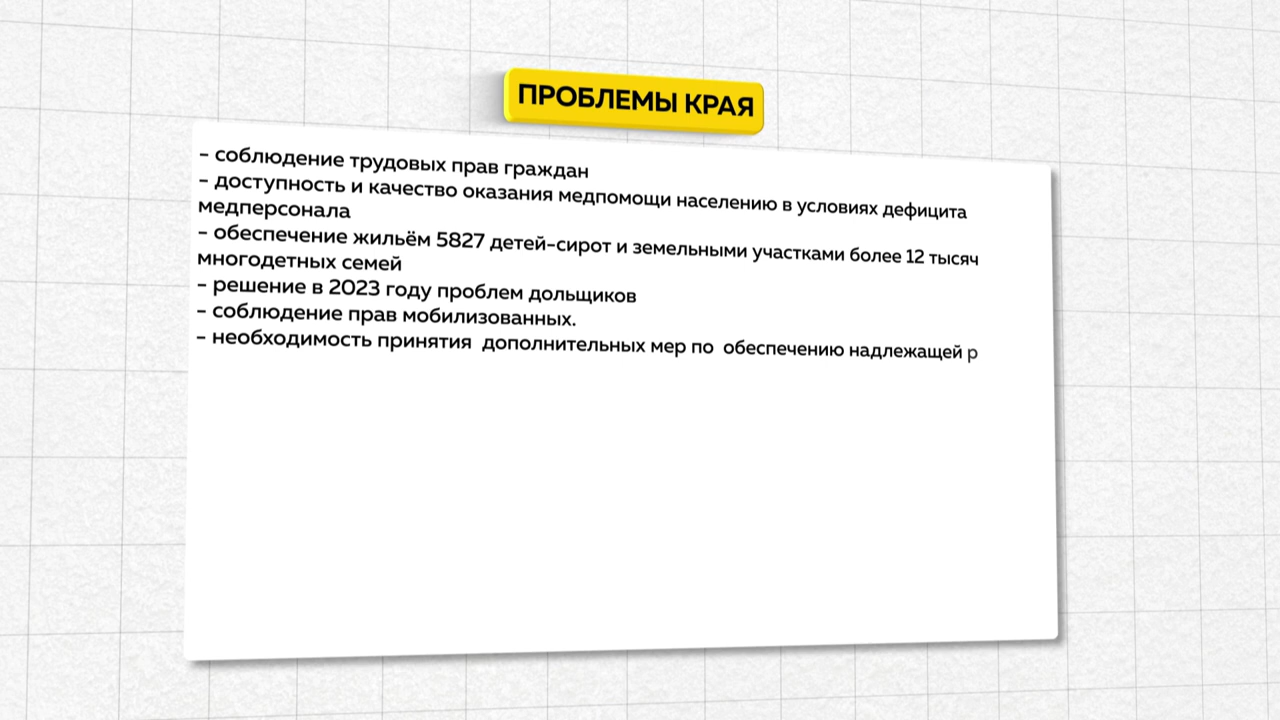 ПРОБЛЕМЫ КРАЯ
- соблюдение трудовых прав граждан
- доступность и качество оказания медпомощи населению в условиях дефицита
медперсонала
- обеспечение жильём 5827 детей-сирот и земельными участками более 12 тысяч
многодетных семей
- решение в 2023 году проблем дольщиков
- соблюдение прав мобилизованных.
- необходимость принятия дополнительных мер по обеспечению надлежащей р